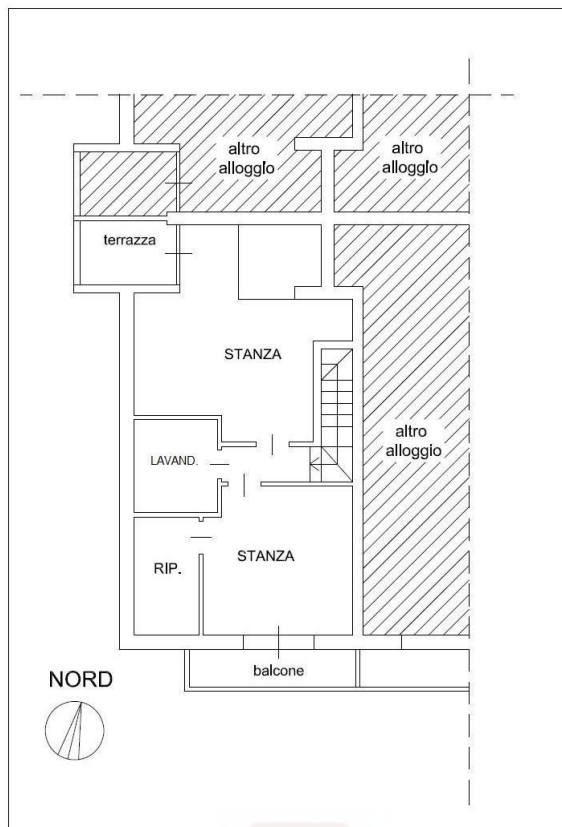 altro
alloggio
altro
alloggio
terrazza
STANZA
altro
alloggio
LAVAND.
RIP.
STANZA
balcone
NORD